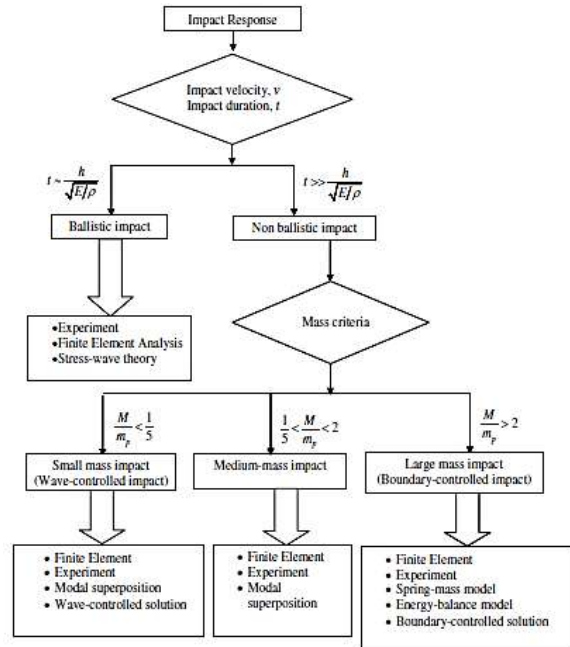 Impact Response
Impact velocity, v
Impact duration, t
t ~ h / √E/ρ
t >> h / √E/ρ
Ballistic impact
Non ballistic impact
•Experiment
•Finite Element Analysis
•Stress-wave theory
Mass criteria
M/m_p < 1/5
1/5 < M/m_p < 2
M/m_p > 2
Small mass impact
(Wave-controlled impact)
Medium-mass impact
Large mass impact
(Boundary-controlled impact)
• Finite Element
• Experiment
• Modal superposition
• Wave-controlled solution
• Finite Element
• Experiment
• Modal
superposition
• Finite Element
• Experiment
• Spring-mass model
• Energy-balance model
• Boundary-controlled solution